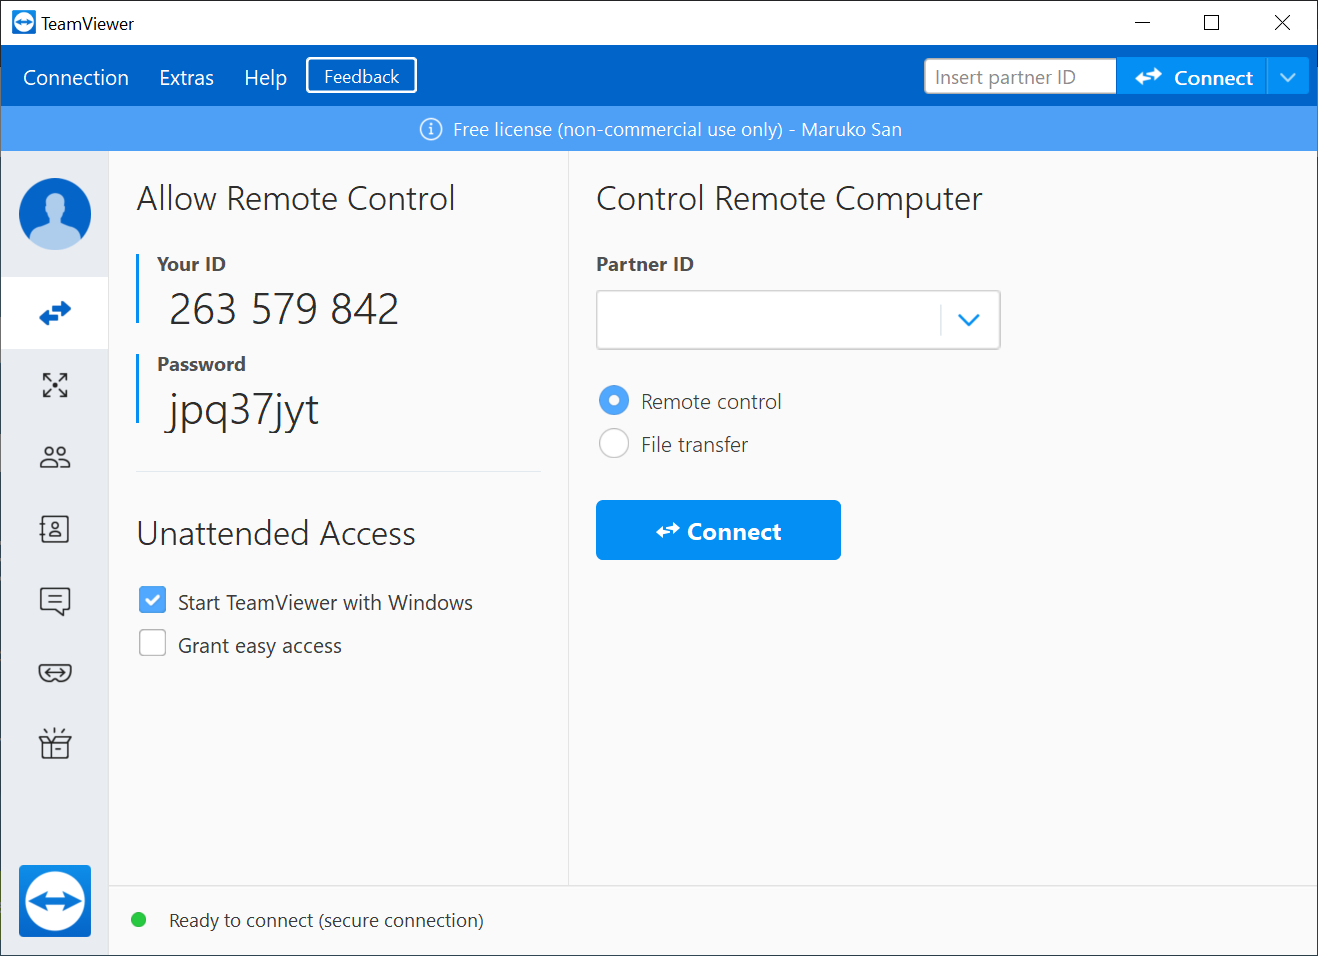 TeamViewer
Connection Extras Help Feedback
Insert partner ID Connect
Free license (non-commercial use only) - Maruko San
Allow Remote Control
Your ID
263 579 842
Password
jpq37jyt
Unattended Access
Start TeamViewer with Windows
Grant easy access
Control Remote Computer
Partner ID
Remote control
File transfer
Connect
Ready to connect (secure connection)